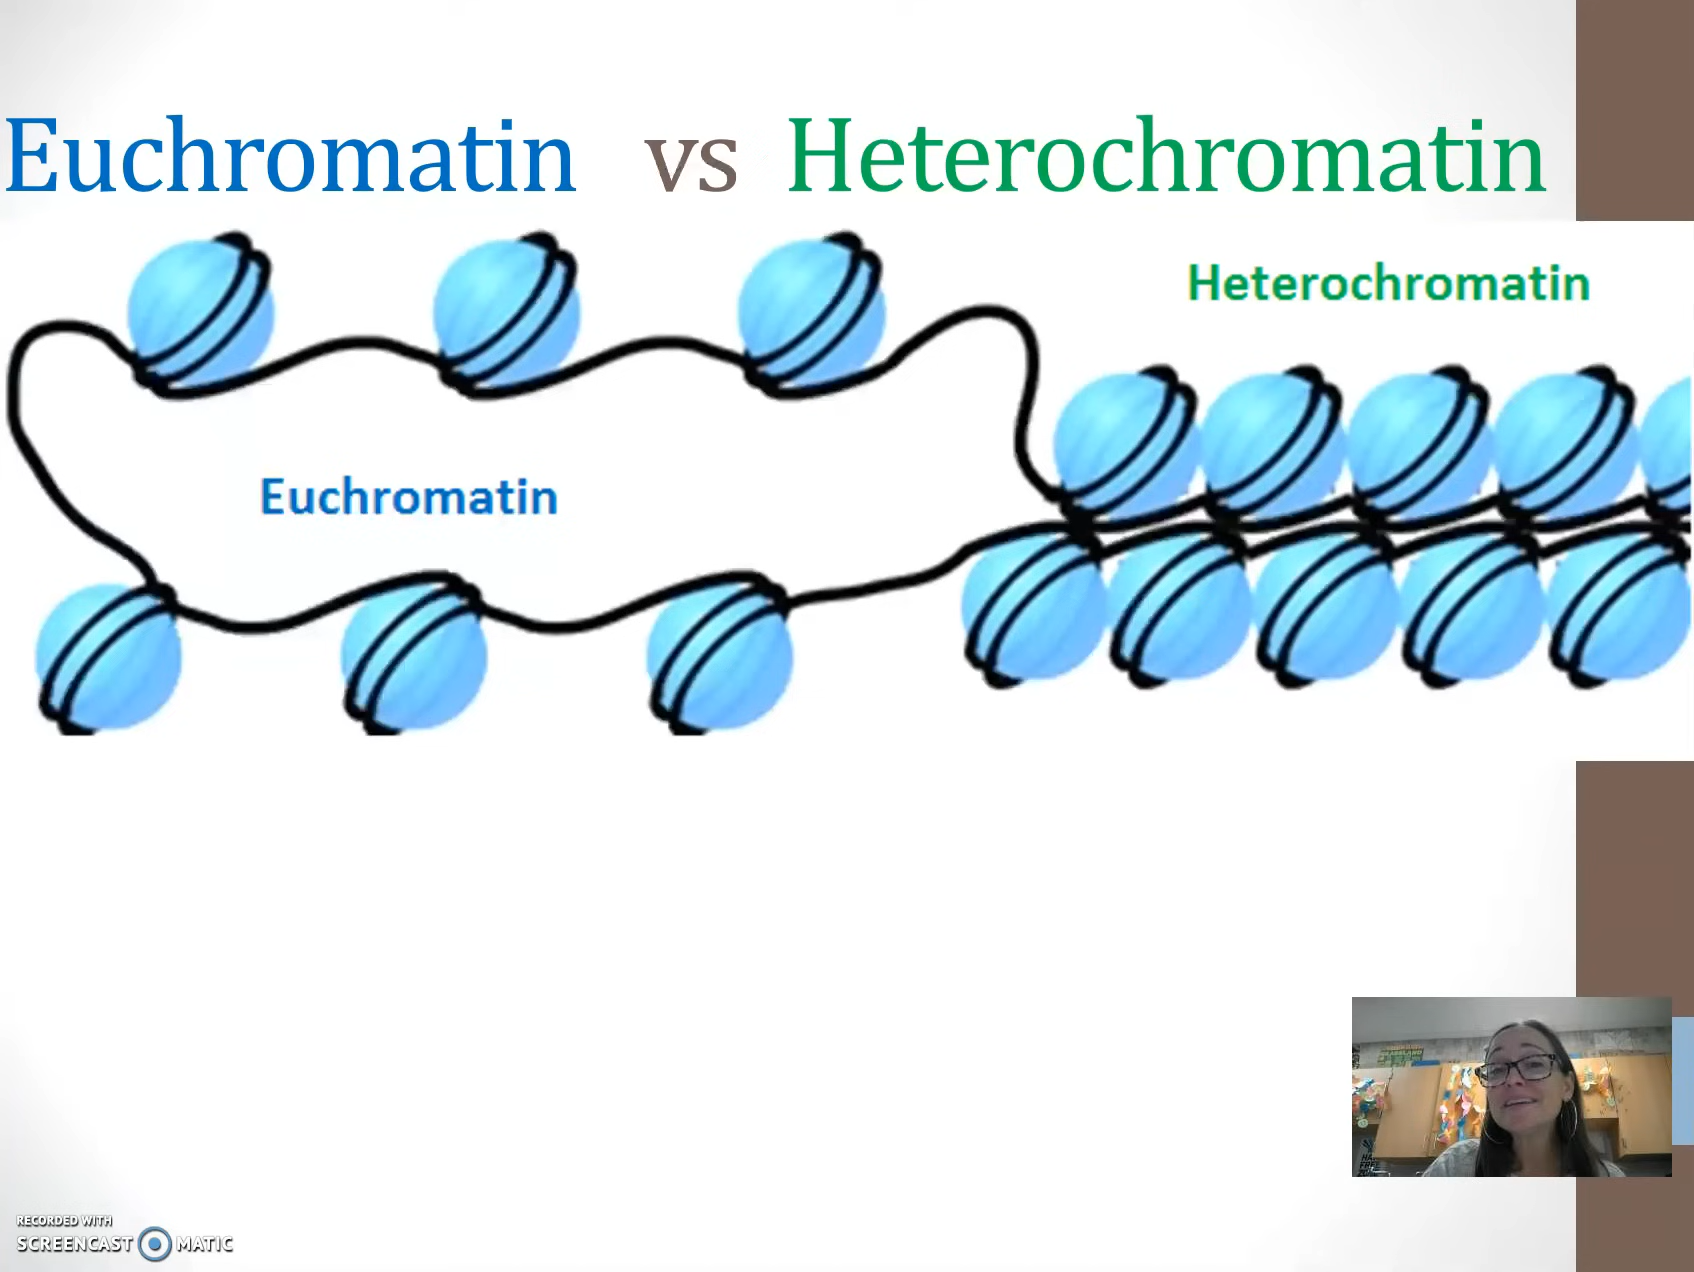 Euchromatin vs Heterochromatin
Heterochromatin
Euchromatin
RECORDED WITH
SCREENCAST MATIC